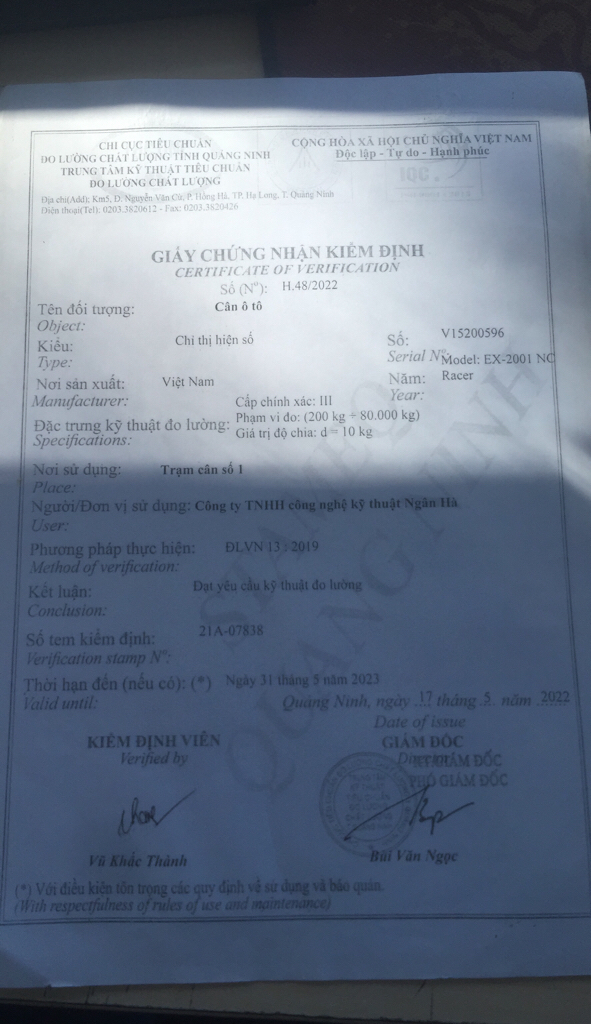 CHI CỤC TIÊU CHUẨN
ĐO LƯỜNG CHẤT LƯỢNG TỈNH QUẢNG NINH
TRUNG TÂM KỸ THUẬT TIÊU CHUẨN
ĐO LƯỜNG CHẤT LƯỢNG
Địa chỉ(Add): Km5, Đ. Nguyễn Văn Cừ, P. Hồng Hà, TP. Hạ Long, T. Quảng Ninh
Điện thoại(Tel): 0203.3820612 - Fax: 0203.3820426
CỘNG HÒA XÃ HỘI CHỦ NGHĨA VIỆT NAM
Độc lập - Tự do - Hạnh phúc
IQC.
GIẤY CHỨNG NHẬN KIỂM ĐỊNH
CERTIFICATE OF VERIFICATION
Số (Nº): H.48/2022
Tên đối tượng: Cân ô tô
Object:
Kiểu: Chỉ thị hiện số Số: V15200596
Type: Serial Nº Model: EX-2001 NC
Nơi sản xuất: Việt Nam Năm: Racer
Manufacturer: Year:
Cấp chính xác: III
Đặc trưng kỹ thuật đo lường: Phạm vi đo: (200 kg ÷ 80.000 kg)
Specifications: Giá trị độ chia: d = 10 kg
Nơi sử dụng: Trạm cân số 1
Place:
Người/Đơn vị sử dụng: Công ty TNHH công nghệ kỹ thuật Ngân Hà
User:
Phương pháp thực hiện: ĐLVN 13 : 2019
Method of verification:
Kết luận: Đạt yêu cầu kỹ thuật đo lường
Conclusion:
Số tem kiểm định: 21A-07838
Verification stamp Nº:
Thời hạn đến (nếu có): (*) Ngày 31 tháng 5 năm 2023
Valid until: Quảng Ninh, ngày 17 tháng 5 năm 2022
Date of issue
KIỂM ĐỊNH VIÊN
Verified by
GIÁM ĐỐC
KT.GIÁM ĐỐC
PHÓ GIÁM ĐỐC
Vũ Khắc Thành
Bùi Văn Ngọc
(*) Với điều kiện tôn trọng các quy định về sử dụng và bảo quản.
(With respectfulness of rules of use and maintenance)
QUẢNG NINH